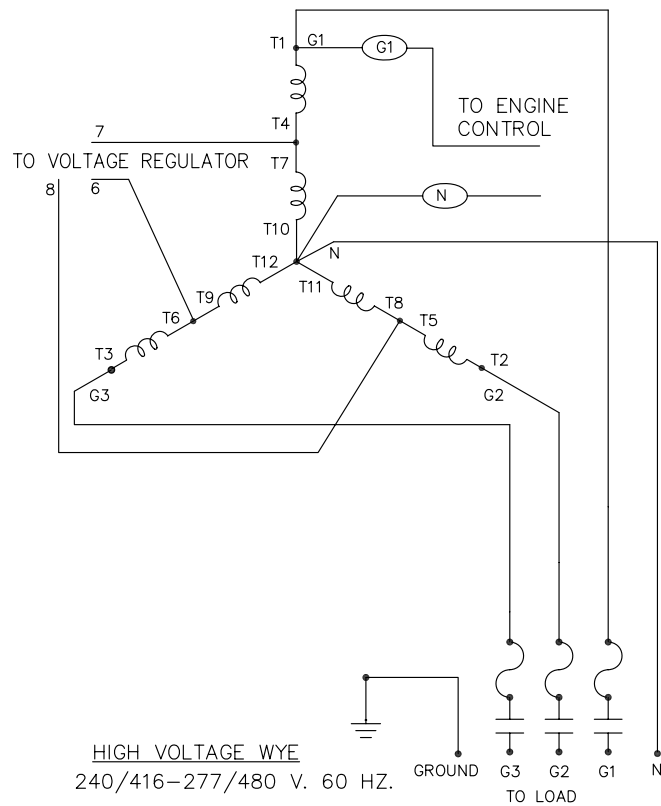 T1 G1 G1
TO ENGINE
CONTROL
T4
7
TO VOLTAGE REGULATOR
T7
8 6
N
T10
N
T12
T11
T9
T8
T6
T5
T3
T2
G3
G2
HIGH VOLTAGE WYE
240/416-277/480 V. 60 HZ.
GROUND G3 G2 G1 N
TO LOAD